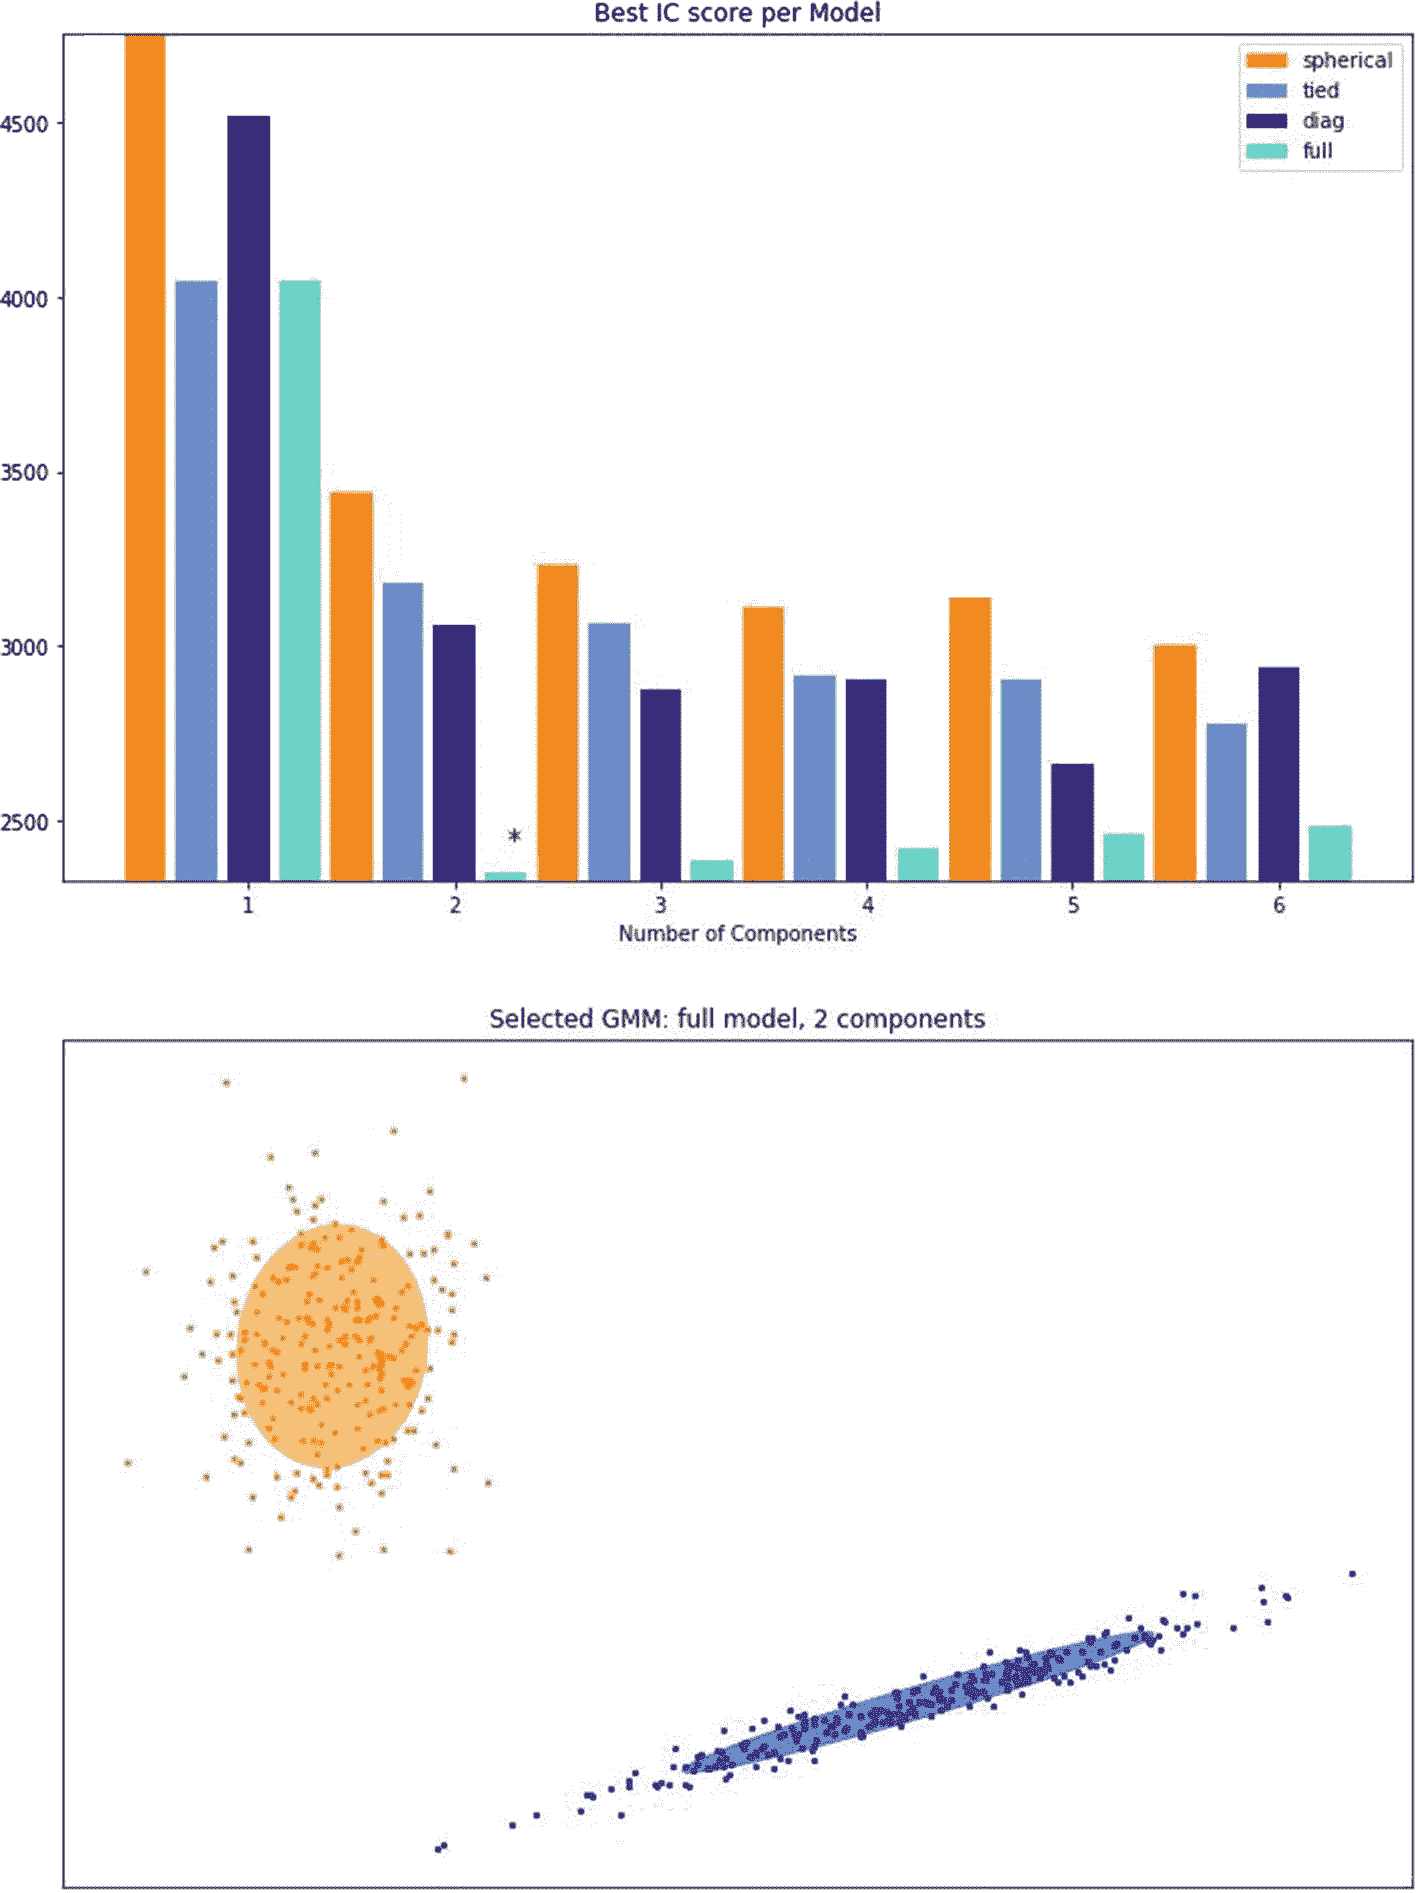 Best IC score per Model
spherical
tied
diag
full
4500
4000
3500
3000
2500
*
1 2 3 4 5 6
Number of Components
Selected GMM: full model, 2 components